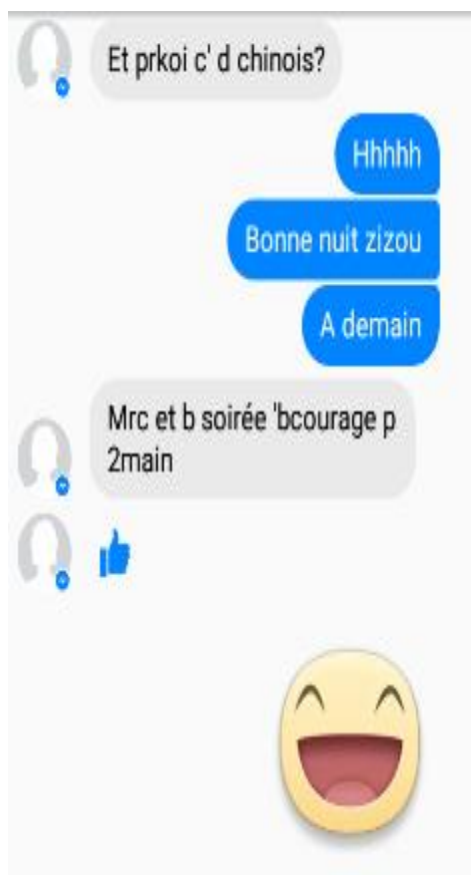 Et prkoi c' d chinois?
Hhhhh
Bonne nuit zizou
A demain
Mrc et b soirée 'bcourage p
2main